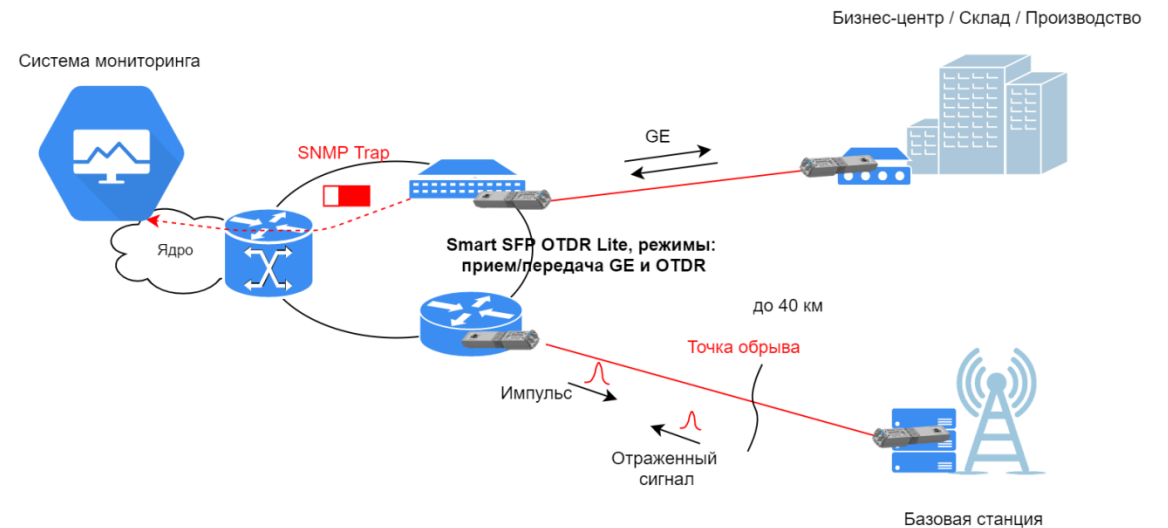 Бизнес-центр / Склад / Производство
Система мониторинга
GE
SNMP Trap
Ядро
Smart SFP OTDR Lite, режимы:
прием/передача GE и OTDR
до 40 км
Точка обрыва
Импульс
Отраженный
сигнал
Базовая станция